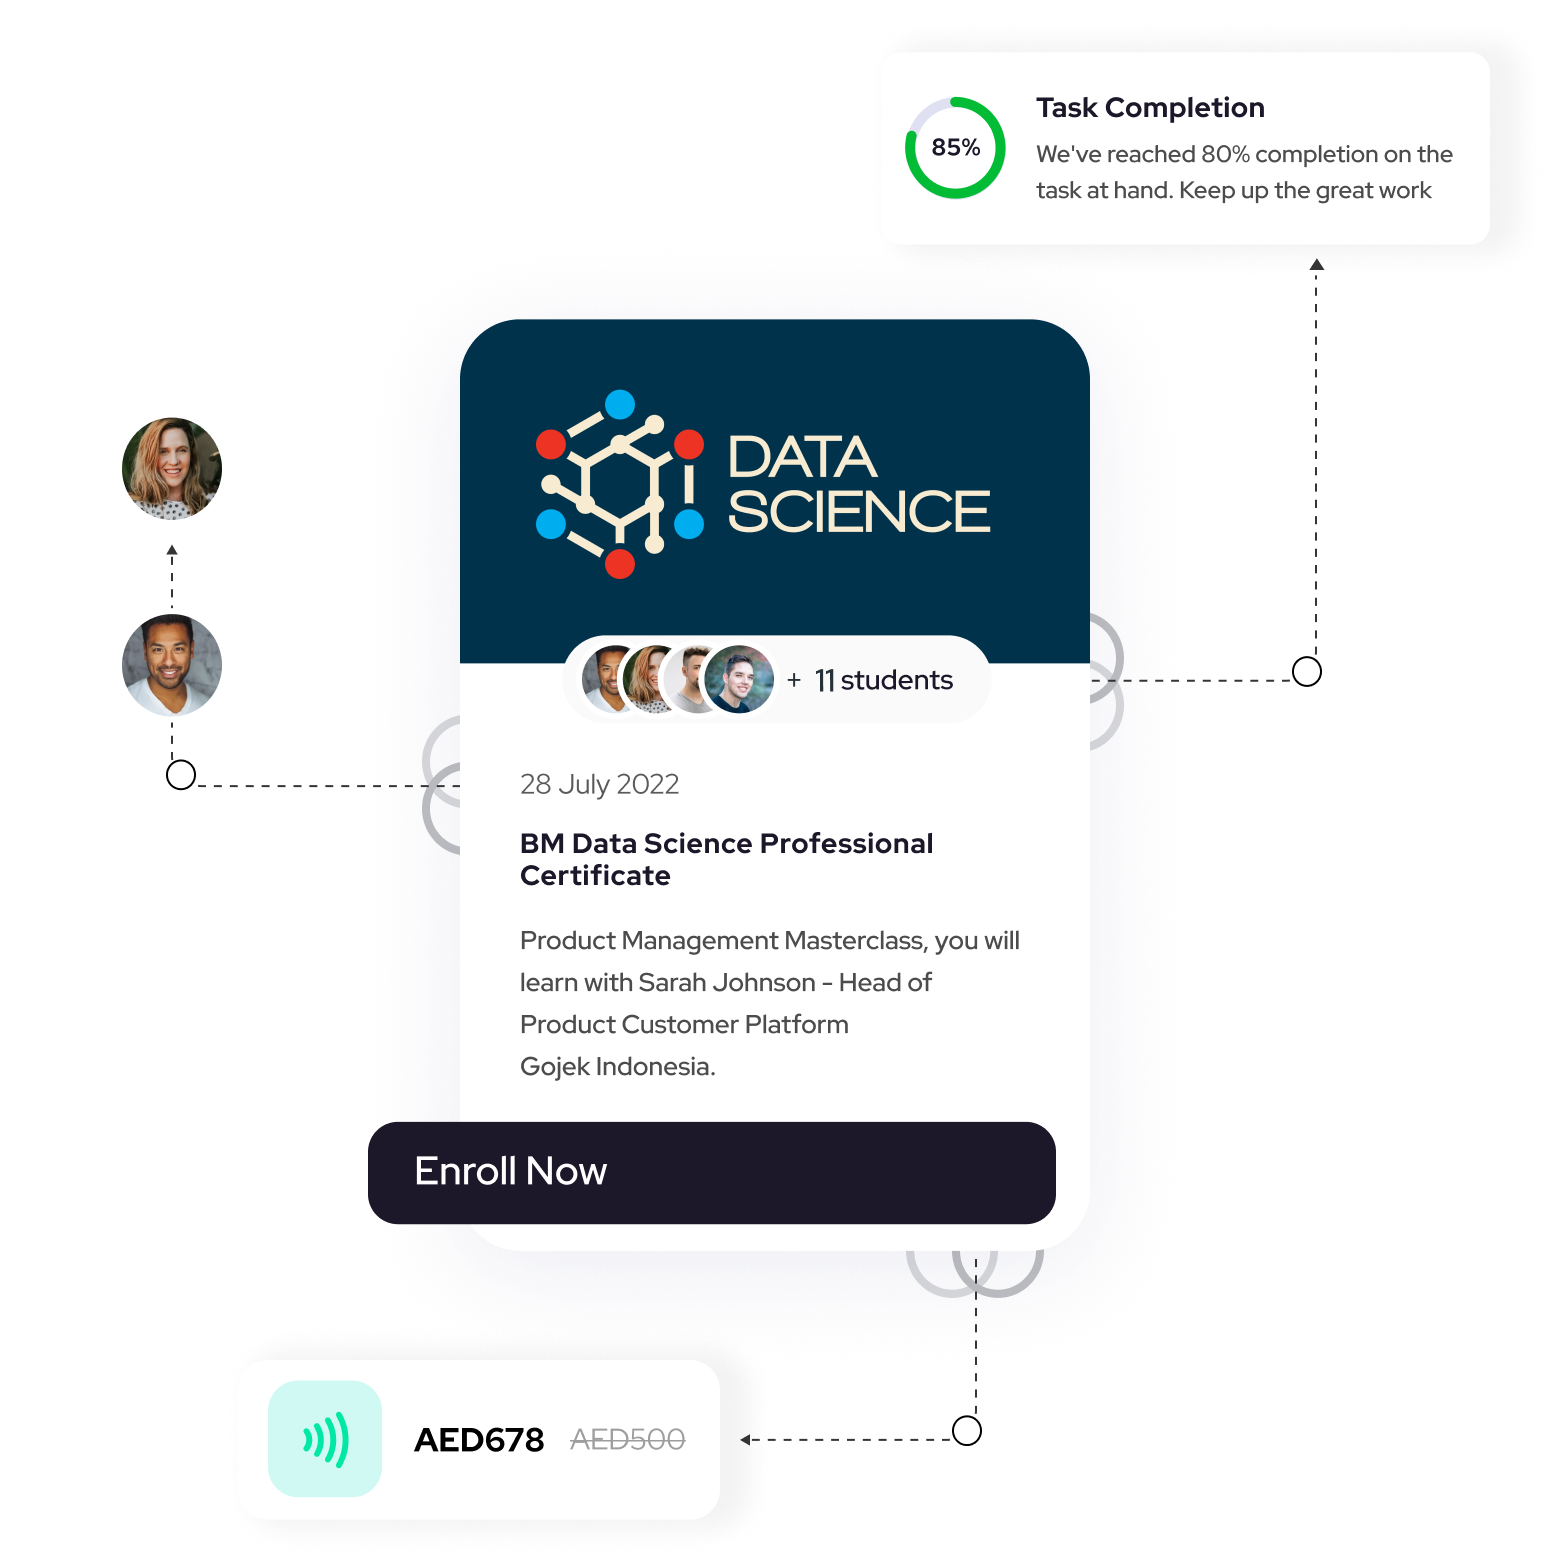 85%
Task Completion
We've reached 80% completion on the
task at hand. Keep up the great work
DATA
SCIENCE
+ 11 students
28 July 2022
BM Data Science Professional
Certificate
Product Management Masterclass, you will
learn with Sarah Johnson - Head of
Product Customer Platform
Gojek Indonesia.
Enroll Now
AED678 AED500